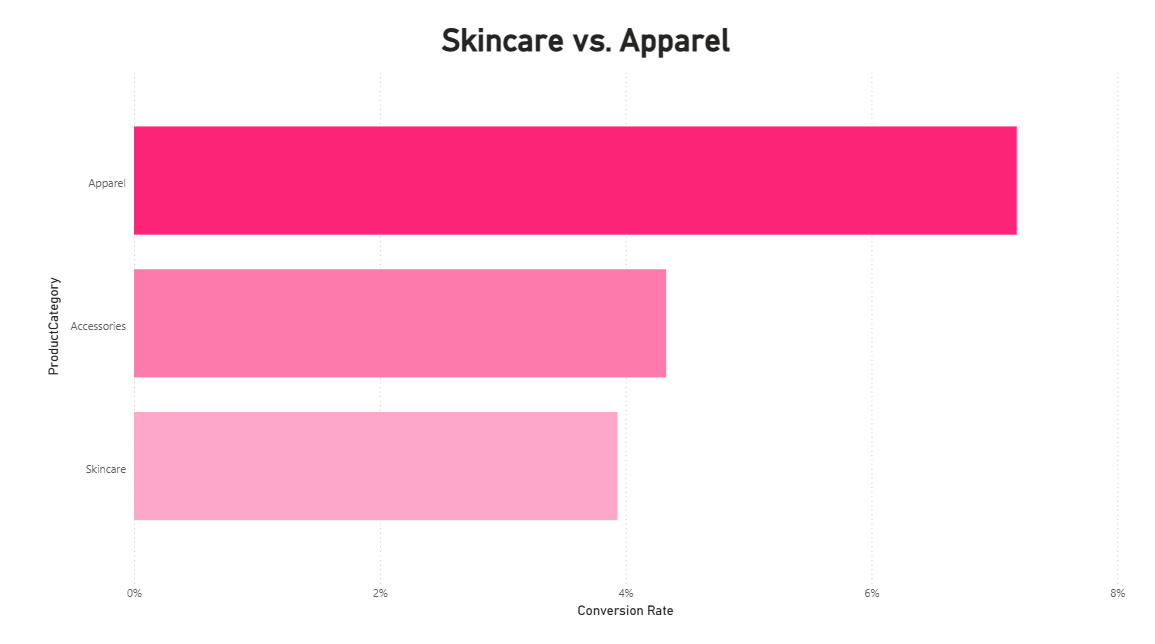 Skincare vs. Apparel
ProductCategory
Apparel
Accessories
Skincare
0%
2%
4%
6%
8%
Conversion Rate